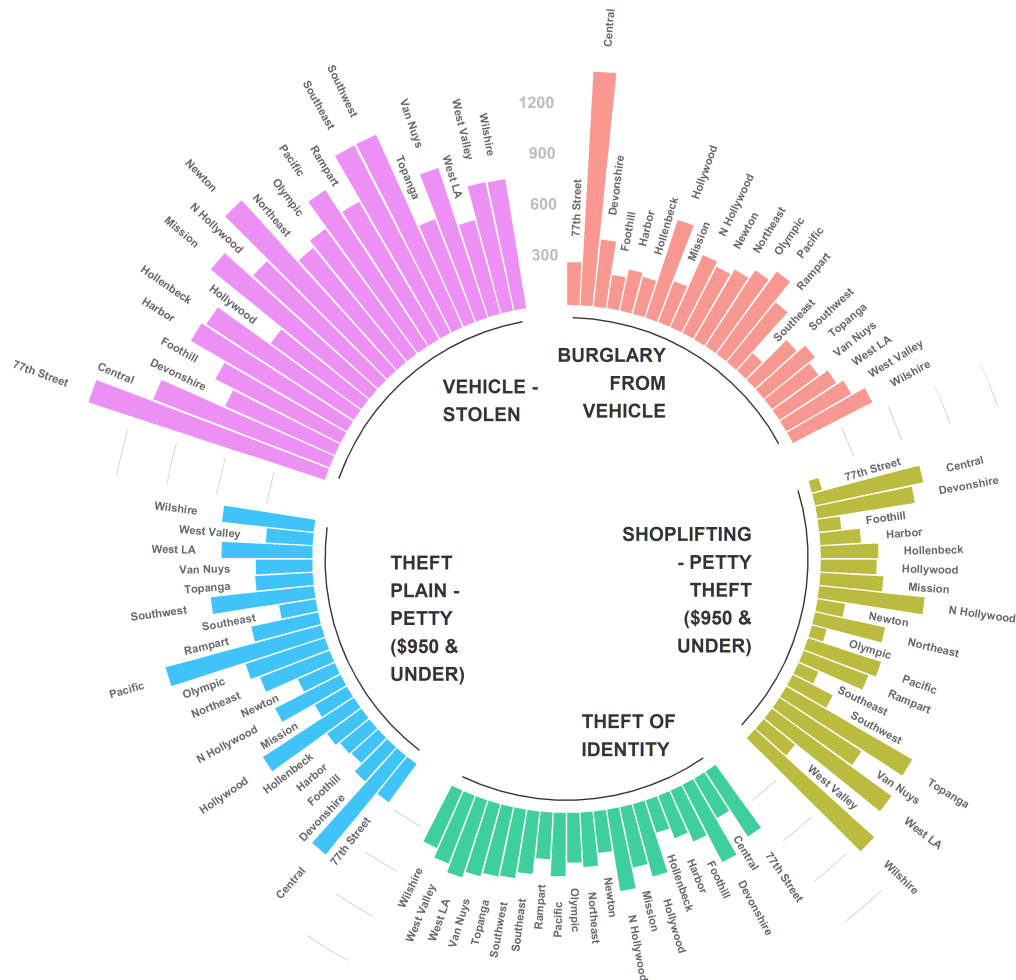 1200
900
600
300
Central
77th Street
Devonshire
Foothill
Harbor
Hollenbeck
Hollywood
Mission
N Hollywood
Newton
Northeast
Olympic
Pacific
Rampart
Southeast
Southwest
Topanga
Van Nuys
West LA
West Valley
Wilshire
BURGLARY
FROM
VEHICLE
77th Street
Central
Devonshire
Foothill
Harbor
Hollenbeck
Hollywood
Mission
N Hollywood
Newton
Northeast
Olympic
Pacific
Rampart
Southeast
Southwest
Topanga
Van Nuys
West LA
West Valley
Wilshire
SHOPLIFTING
- PETTY
THEFT
($950 &
UNDER)
77th Street
Central
Devonshire
Foothill
Harbor
Hollenbeck
Hollywood
Mission
N Hollywood
Newton
Northeast
Olympic
Pacific
Rampart
Southeast
Southwest
Topanga
Van Nuys
West LA
West Valley
Wilshire
THEFT OF
IDENTITY
77th Street
Central
Devonshire
Foothill
Harbor
Hollenbeck
Hollywood
Mission
N Hollywood
Newton
Northeast
Olympic
Pacific
Rampart
Southeast
Southwest
Topanga
Van Nuys
West LA
West Valley
Wilshire
THEFT
PLAIN -
PETTY
($950 &
UNDER)
77th Street
Central
Devonshire
Foothill
Harbor
Hollenbeck
Hollywood
Mission
N Hollywood
Newton
Northeast
Olympic
Pacific
Rampart
Southeast
Southwest
Topanga
Van Nuys
West LA
West Valley
Wilshire
VEHICLE -
STOLEN